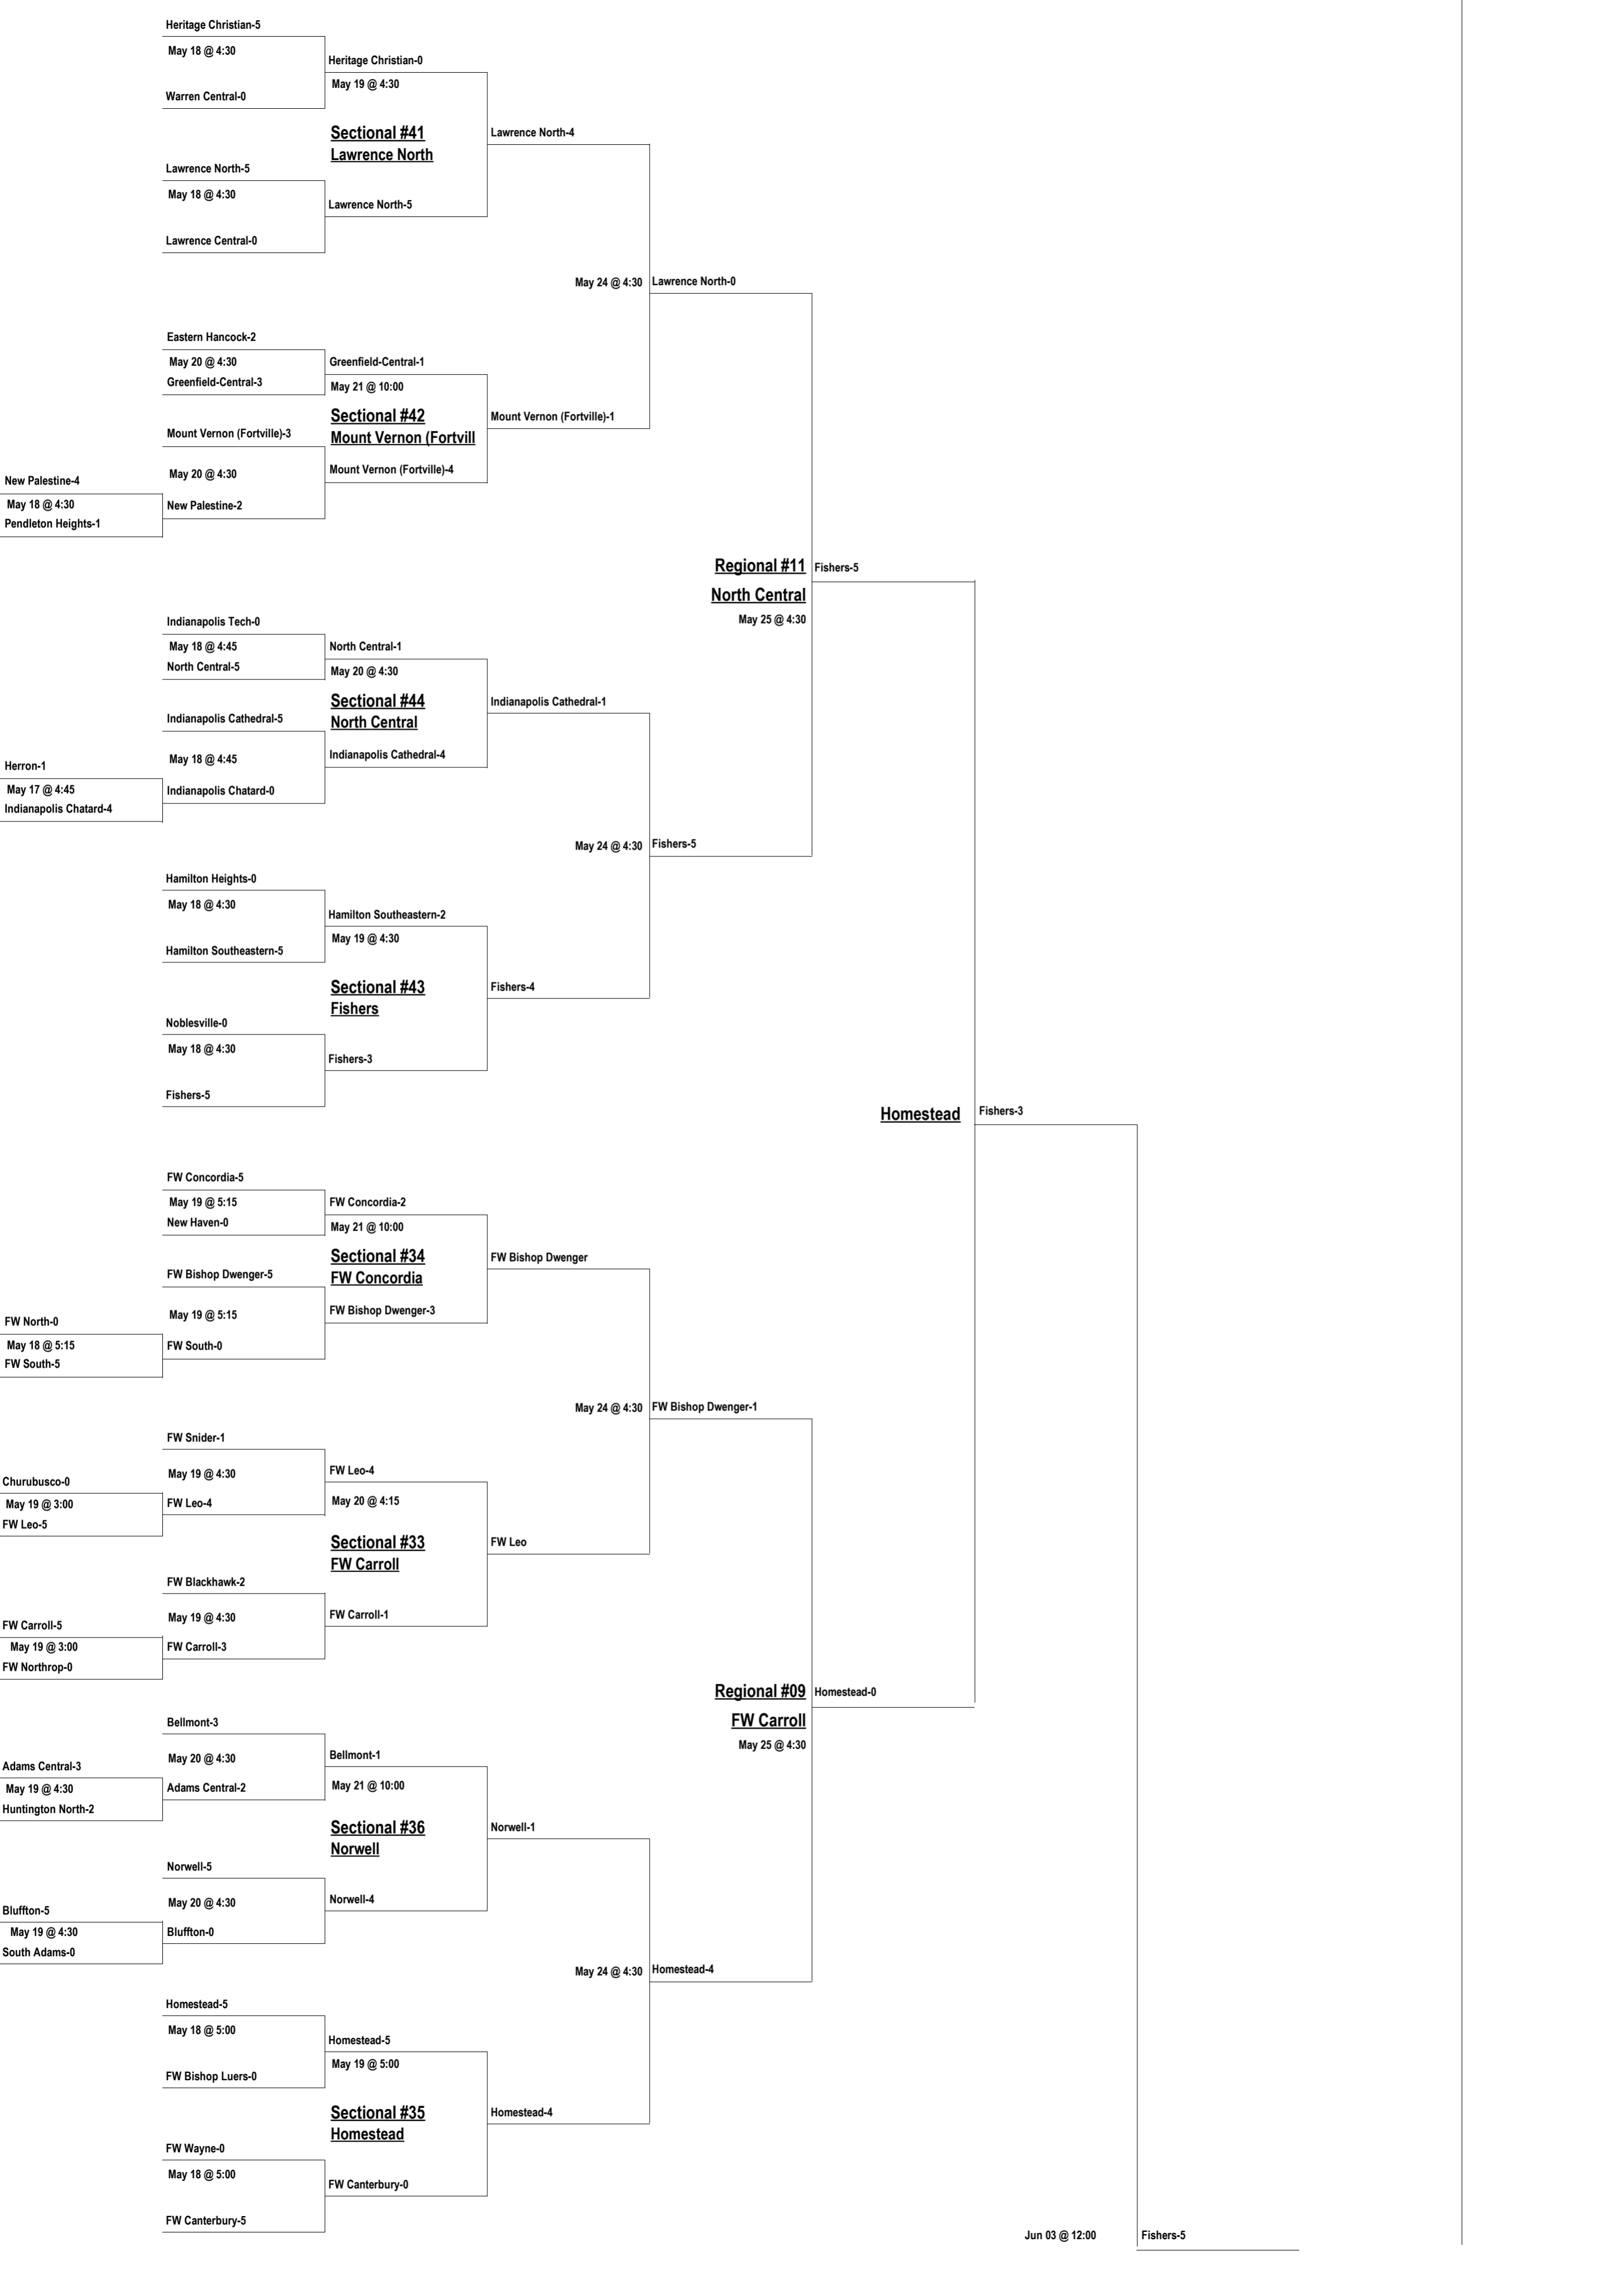 Heritage Christian-5
May 18 @ 4:30
Heritage Christian-0
May 19 @ 4:30
Warren Central-0
Sectional #41
Lawrence North-4
Lawrence North
Lawrence North-5
May 18 @ 4:30
Lawrence North-5
Lawrence Central-0
May 24 @ 4:30
Lawrence North-0
Eastern Hancock-2
May 20 @ 4:30
Greenfield-Central-1
Greenfield-Central-3
May 21 @ 10:00
Sectional #42
Mount Vernon (Fortville)-1
Mount Vernon (Fortville)-3
Mount Vernon (Fortvill
May 20 @ 4:30
Mount Vernon (Fortville)-4
New Palestine-4
May 18 @ 4:30
New Palestine-2
Pendleton Heights-1
Regional #11
Fishers-5
North Central
May 25 @ 4:30
Indianapolis Tech-0
May 18 @ 4:45
North Central-1
North Central-5
May 20 @ 4:30
Sectional #44
Indianapolis Cathedral-1
Indianapolis Cathedral-5
North Central
May 18 @ 4:45
Indianapolis Cathedral-4
Herron-1
May 17 @ 4:45
Indianapolis Chatard-0
Indianapolis Chatard-4
May 24 @ 4:30
Fishers-5
Hamilton Heights-0
May 18 @ 4:30
Hamilton Southeastern-2
May 19 @ 4:30
Hamilton Southeastern-5
Sectional #43
Fishers-4
Fishers
Noblesville-0
May 18 @ 4:30
Fishers-3
Fishers-5
Homestead
Fishers-3
FW Concordia-5
May 19 @ 5:15
FW Concordia-2
New Haven-0
May 21 @ 10:00
Sectional #34
FW Bishop Dwenger
FW Bishop Dwenger-5
FW Concordia
May 19 @ 5:15
FW Bishop Dwenger-3
FW North-0
May 18 @ 5:15
FW South-0
FW South-5
May 24 @ 4:30
FW Bishop Dwenger-1
FW Snider-1
May 19 @ 4:30
FW Leo-4
Churubusco-0
May 19 @ 3:00
FW Leo-4
May 20 @ 4:15
FW Leo-5
Sectional #33
FW Leo
FW Carroll
FW Blackhawk-2
May 19 @ 4:30
FW Carroll-1
FW Carroll-5
May 19 @ 3:00
FW Carroll-3
FW Northrop-0
Regional #09
Homestead-0
FW Carroll
May 25 @ 4:30
Bellmont-3
May 20 @ 4:30
Bellmont-1
Adams Central-3
May 19 @ 4:30
Adams Central-2
May 21 @ 10:00
Huntington North-2
Sectional #36
Norwell-1
Norwell
Norwell-5
May 20 @ 4:30
Norwell-4
Bluffton-5
May 19 @ 4:30
Bluffton-0
South Adams-0
May 24 @ 4:30
Homestead-4
Homestead-5
May 18 @ 5:00
Homestead-5
May 19 @ 5:00
FW Bishop Luers-0
Sectional #35
Homestead-4
Homestead
FW Wayne-0
May 18 @ 5:00
FW Canterbury-0
FW Canterbury-5
Jun 03 @ 12:00
Fishers-5